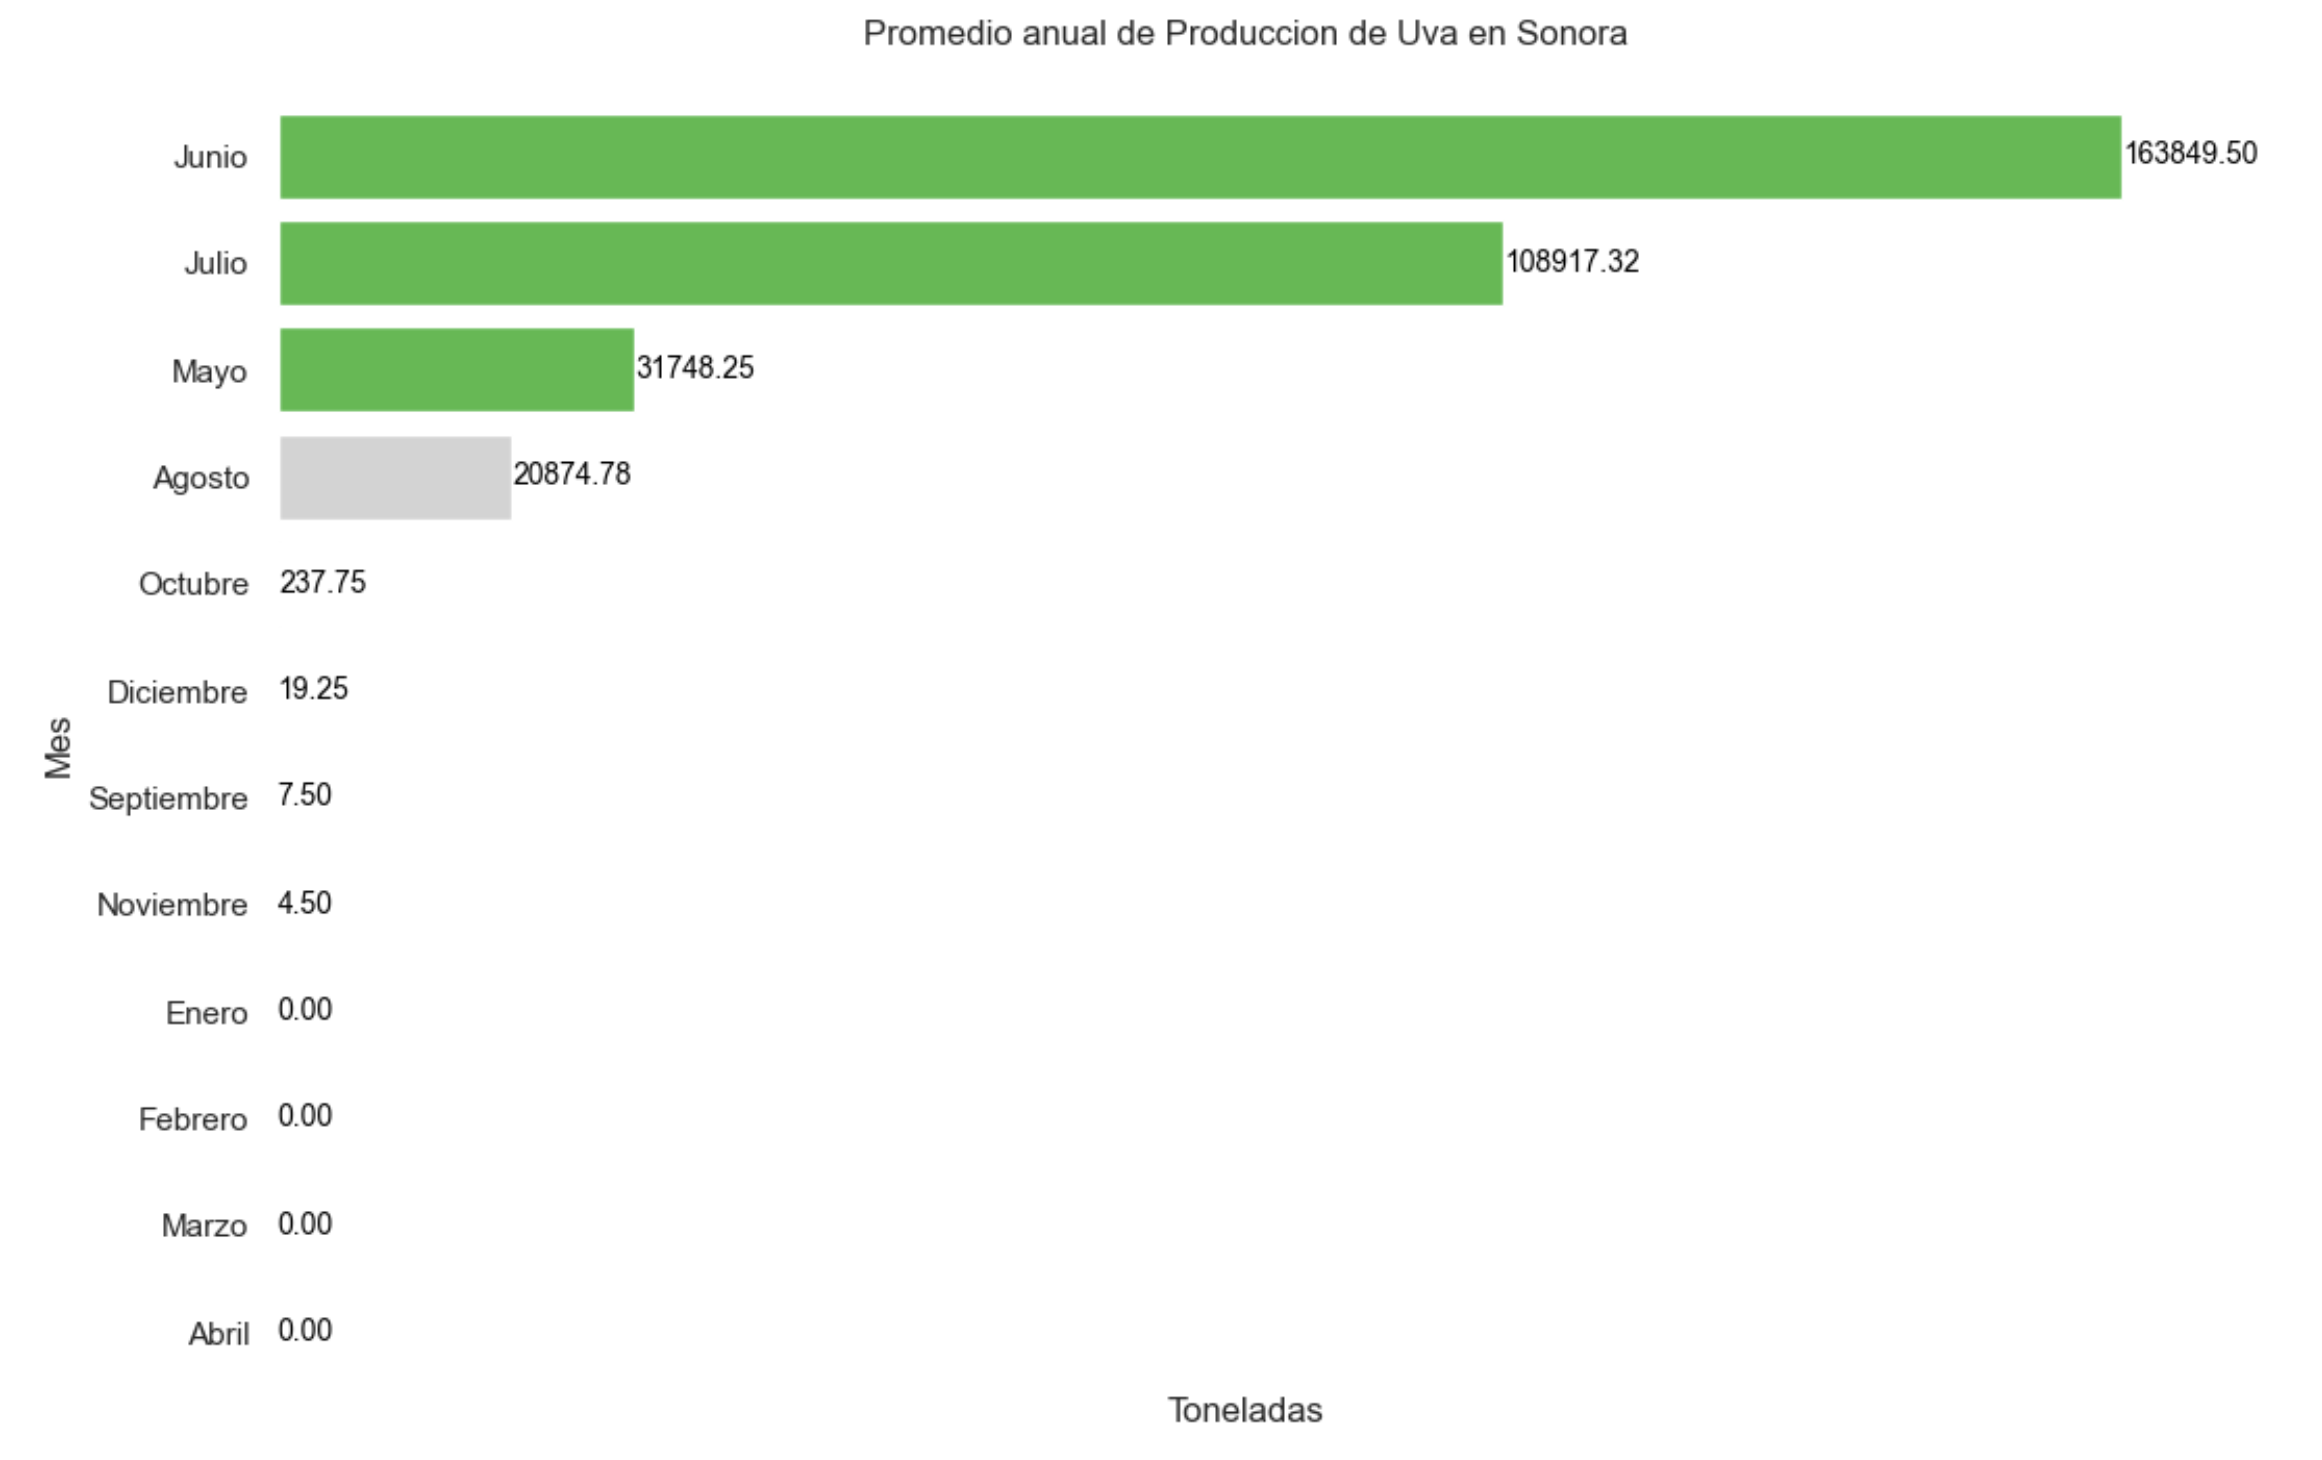 Promedio anual de Produccion de Uva en Sonora
Junio 163849.50
Julio 108917.32
Mayo 31748.25
Agosto 20874.78
Octubre 237.75
Diciembre 19.25
Mes
Septiembre 7.50
Noviembre 4.50
Enero 0.00
Febrero 0.00
Marzo 0.00
Abril 0.00
Toneladas